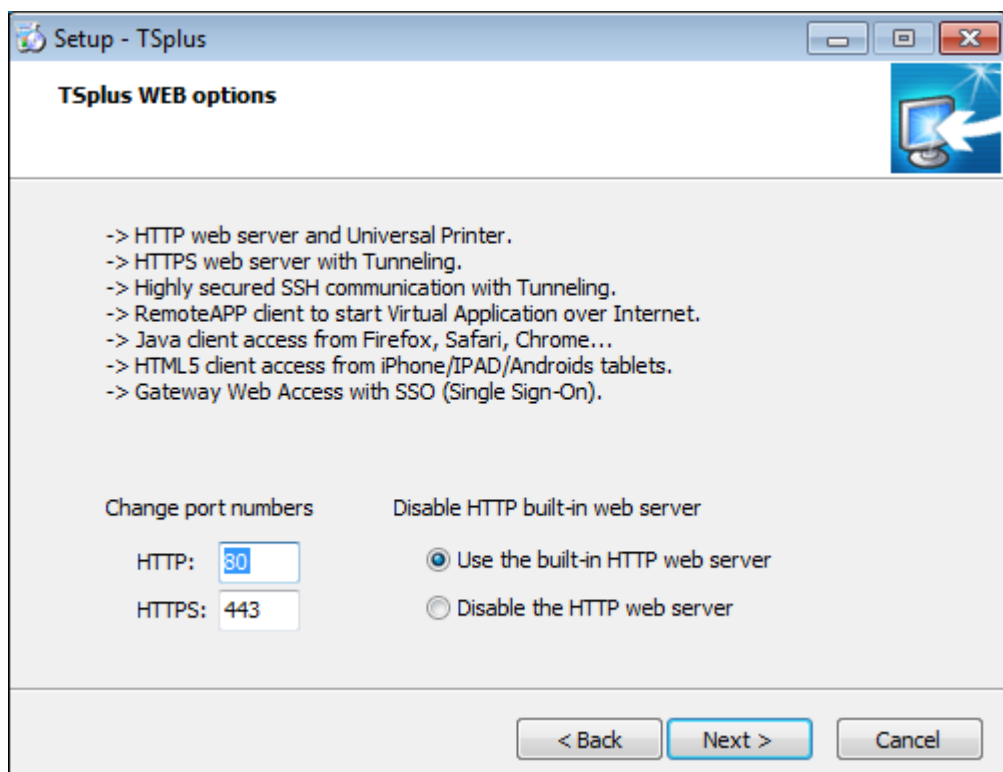 Setup - TSplus
TSplus WEB options
-> HTTP web server and Universal Printer.
-> HTTPS web server with Tunneling.
-> Highly secured SSH communication with Tunneling.
-> RemoteAPP client to start Virtual Application over Internet.
-> Java client access from Firefox, Safari, Chrome...
-> HTML5 client access from iPhone/IPAD/Androids tablets.
-> Gateway Web Access with SSO (Single Sign-On).
Change port numbers Disable HTTP built-in web server
HTTP: 80 Use the built-in HTTP web server
HTTPS: 443 Disable the HTTP web server
< Back Next > Cancel